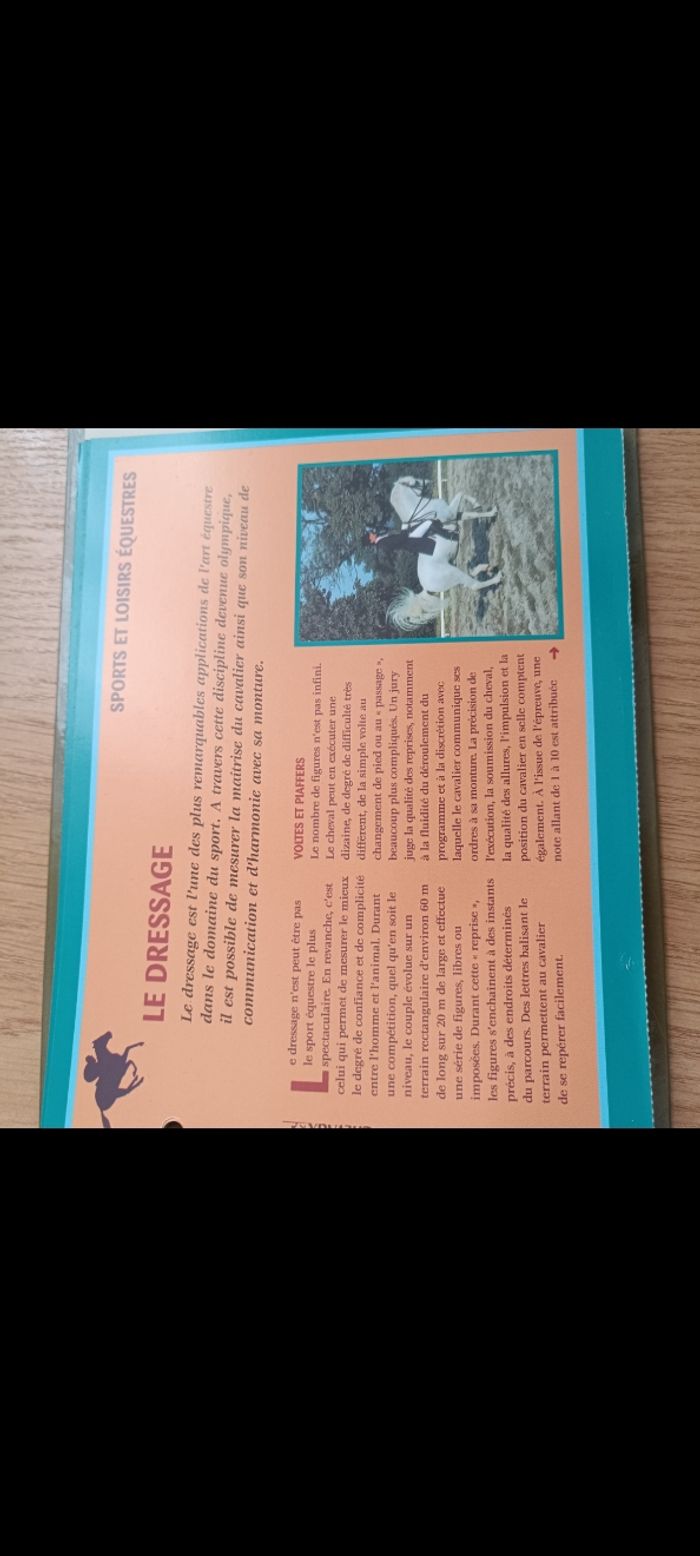 SPORTS ET LOISIRS ÉQUESTRES
LE DRESSAGE
Le dressage est l'une des plus remarquables applications de l'art équestre
dans le domaine du sport. A travers cette discipline devenue olympique,
il est possible de mesurer la maîtrise du cavalier ainsi que son niveau de
communication et d'harmonie avec sa monture.
Le dressage n'est peut être pas
le sport équestre le plus
spectaculaire. En revanche, c'est
celui qui permet de mesurer le mieux
le degré de confiance et de complicité
entre l'homme et l'animal. Durant
une compétition, quel qu'en soit le
niveau, le couple évolue sur un
terrain rectangulaire d'environ 60 m
de long sur 20 m de large et effectue
une série de figures, libres ou
imposées. Durant cette « reprise »,
les figures s'enchaînent à des instants
précis, à des endroits déterminés
du parcours. Des lettres balisant le
terrain permettent au cavalier
de se repérer facilement.
VOLTES ET PIAFFERS
Le nombre de figures n'est pas infini.
Le cheval peut en exécuter une
dizaine, de degré de difficulté très
différent, de la simple volte au
changement de pied ou au « passage »,
beaucoup plus compliqués. Un jury
juge la qualité des reprises, notamment
à la fluidité du déroulement du
programme et à la discrétion avec
laquelle le cavalier communique ses
ordres à sa monture. La précision de
l'exécution, la soumission du cheval,
la qualité des allures, l'impulsion et la
position du cavalier en selle comptent
également. À l'issue de l'épreuve, une
note allant de 1 à 10 est attribuée